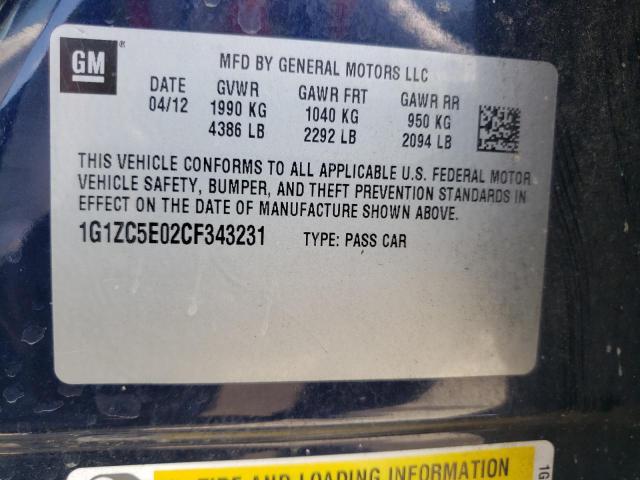 GM ®
MFD BY GENERAL MOTORS LLC
DATE GVWR GAWR FRT GAWR RR
04/12 1990 KG 1040 KG 950 KG
4386 LB 2292 LB 2094 LB
THIS VEHICLE CONFORMS TO ALL APPLICABLE U.S. FEDERAL MOTOR
VEHICLE SAFETY, BUMPER, AND THEFT PREVENTION STANDARDS IN
EFFECT ON THE DATE OF MANUFACTURE SHOWN ABOVE.
1G1ZC5E02CF343231 TYPE: PASS CAR
TIRE AND LOADING INFORMATION
1G